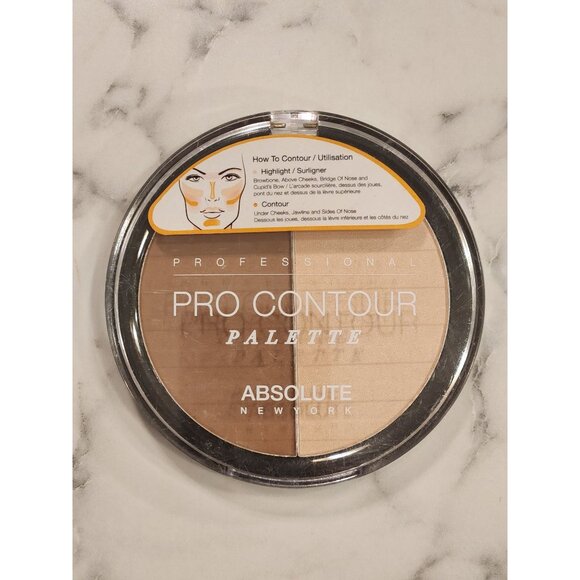 How To Contour / Utilisation
Highlight / Surligner
Browbone, Above Cheeks, Bridge Of Nose and
Cupid's Bow / L'arcade sourcilière, dessus des joues,
pont du nez et dessus de la lèvre supérieure
Contour
Under Cheeks, Jawline and Sides Of Nose
Dessous les joues, dessous la lèvre inférieure et les côtés du nez
PROFESSIONAL
PRO CONTOUR
PALETTE
ABSOLUTE
NEW YORK